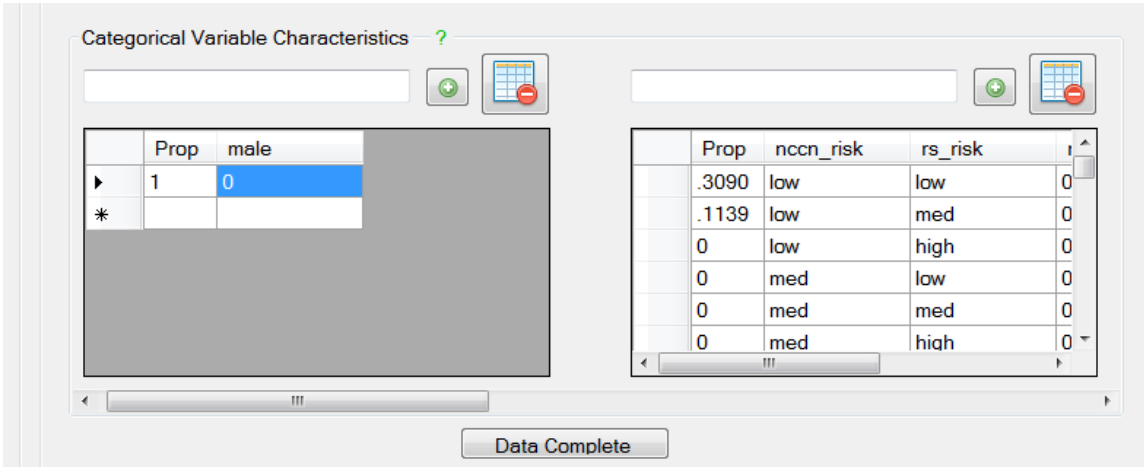 Categorical Variable Characteristics ?
Prop male
1 0
Prop nccn_risk rs_risk
.3090 low low 0
.1139 low med 0
0 low high 0
0 med low 0
0 med med 0
0 med high 0
Data Complete